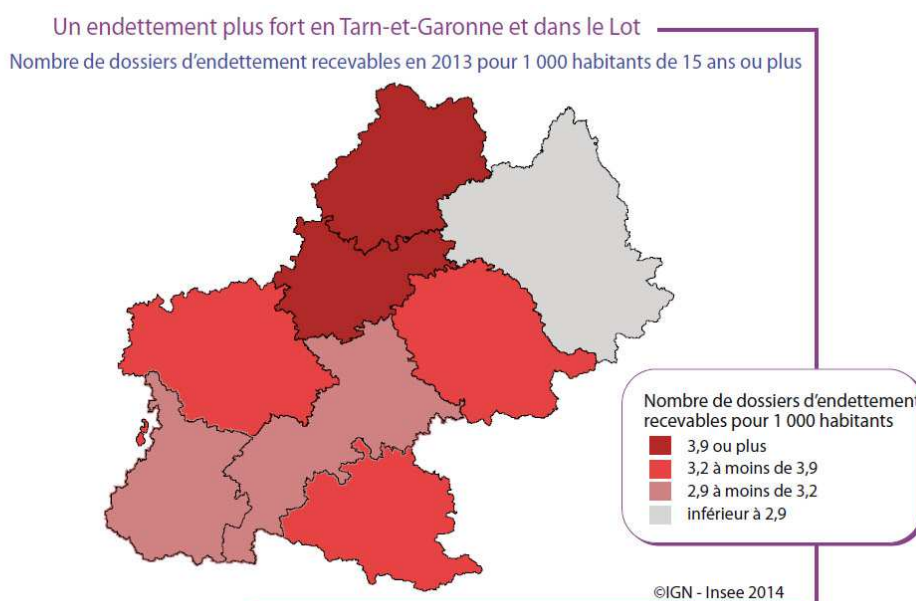 Un endettement plus fort en Tarn-et-Garonne et dans le Lot
Nombre de dossiers d'endettement recevables en 2013 pour 1 000 habitants de 15 ans ou plus
Nombre de dossiers d'endettement
recevables pour 1 000 habitants
3,9 ou plus
3,2 à moins de 3,9
2,9 à moins de 3,2
inférieur à 2,9
©IGN - Insee 2014